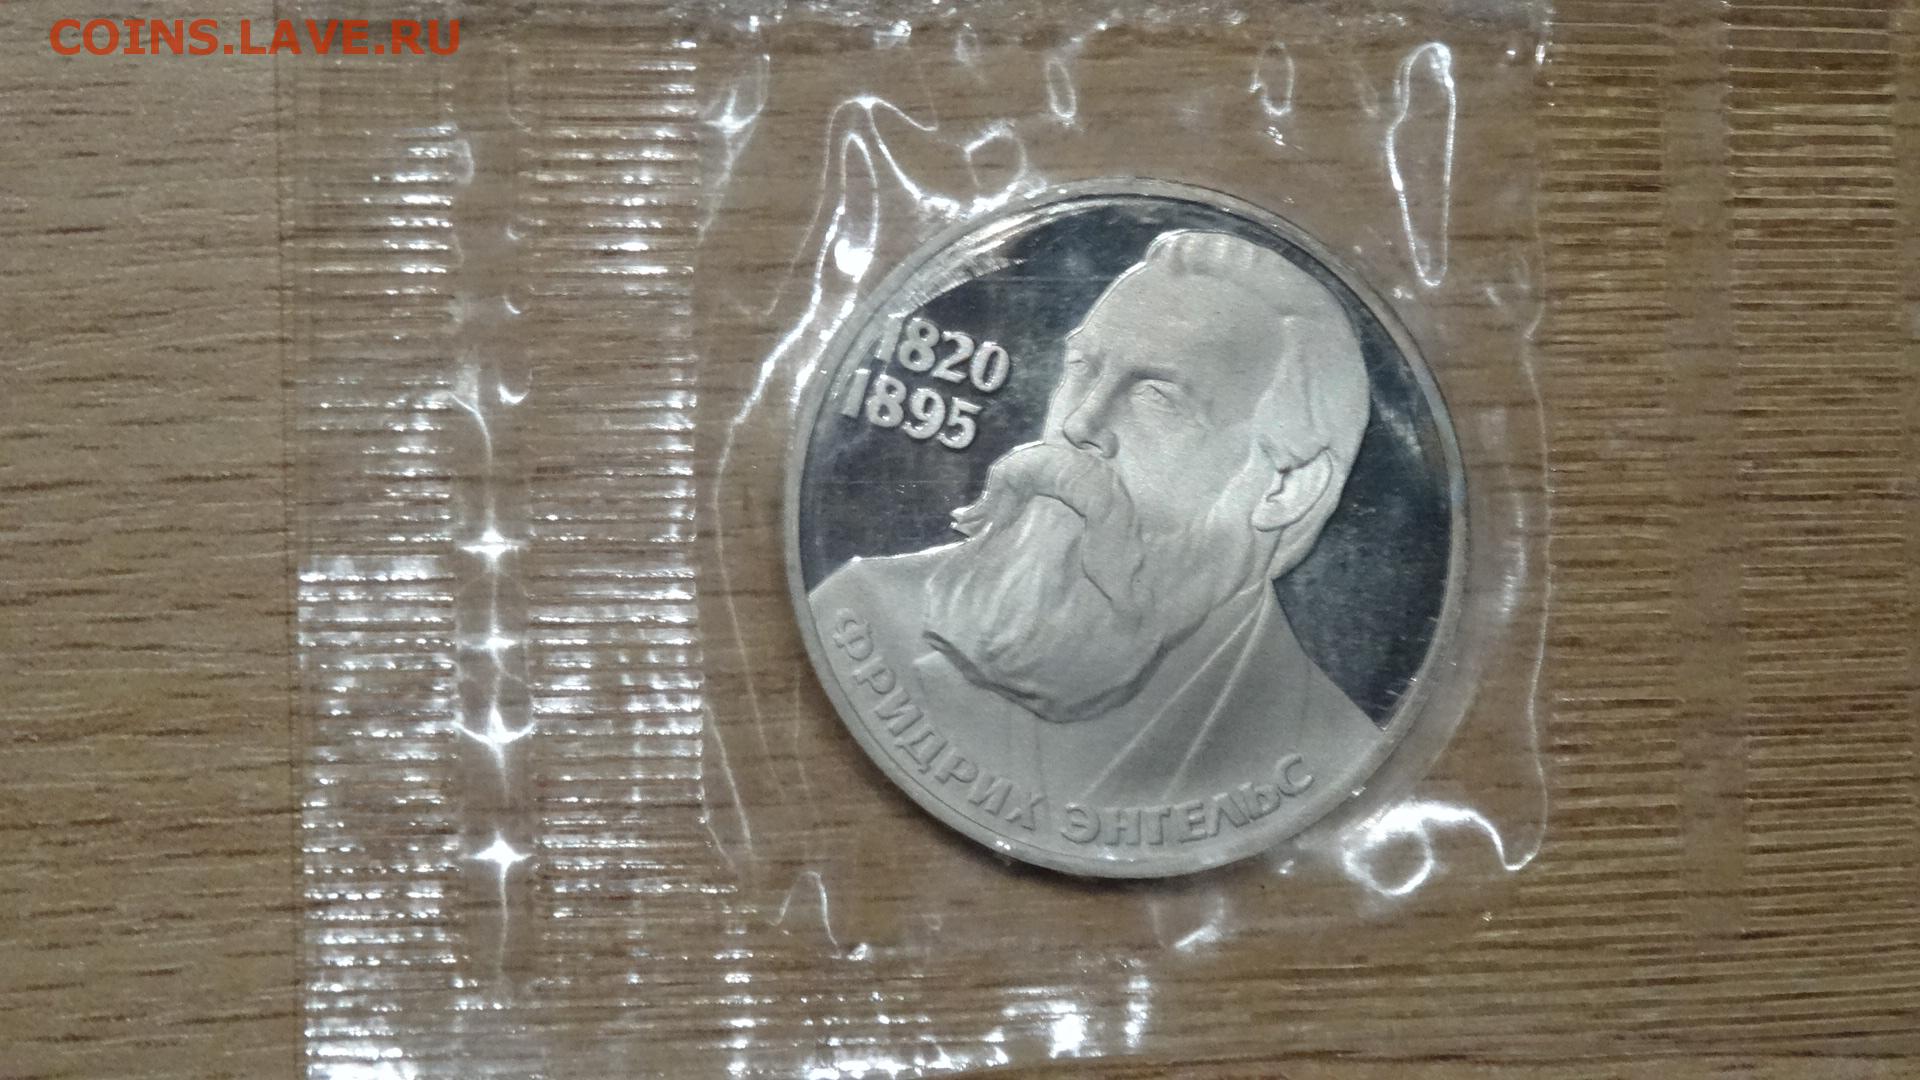 COINS.LAVE.RU
1820
1895
ФРИДРИХ ЭНГЕЛЬС